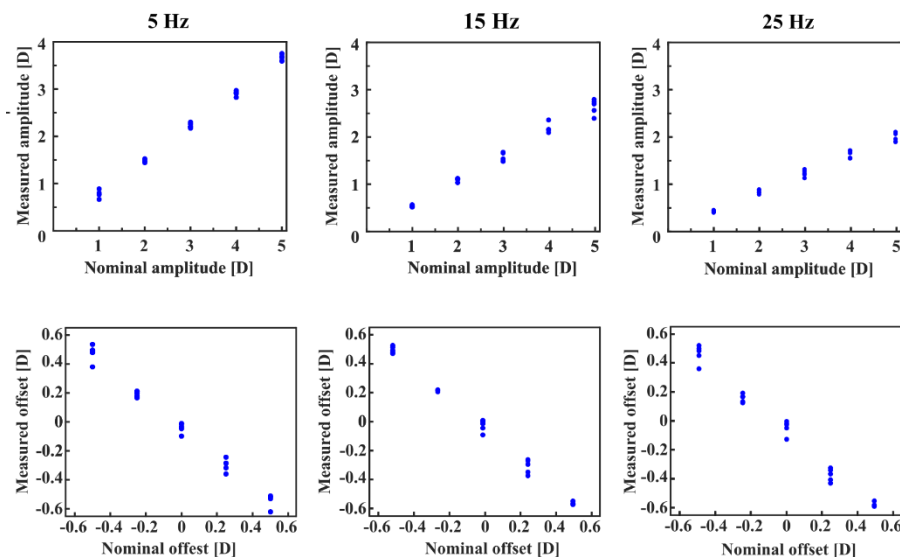 5 Hz
15 Hz
25 Hz
Measured amplitude [D]
4
3
2
1
0
1 2 3 4 5
Nominal amplitude [D]
Measured amplitude [D]
4
3
2
1
0
1 2 3 4 5
Nominal amplitude [D]
Measured amplitude [D]
4
3
2
1
0
1 2 3 4 5
Nominal amplitude [D]
Measured offset [D]
0.6
0.4
0.2
0
-0.2
-0.4
-0.6
-0.6 -0.4 -0.2 0 0.2 0.4 0.6
Nominal offest [D]
Measured offset [D]
0.6
0.4
0.2
0
-0.2
-0.4
-0.6
-0.6 -0.4 -0.2 0 0.2 0.4 0.6
Nominal offset [D]
Measured offset [D]
0.6
0.4
0.2
0
-0.2
-0.4
-0.6
-0.6 -0.4 -0.2 0 0.2 0.4 0.6
Nominal offset [D]